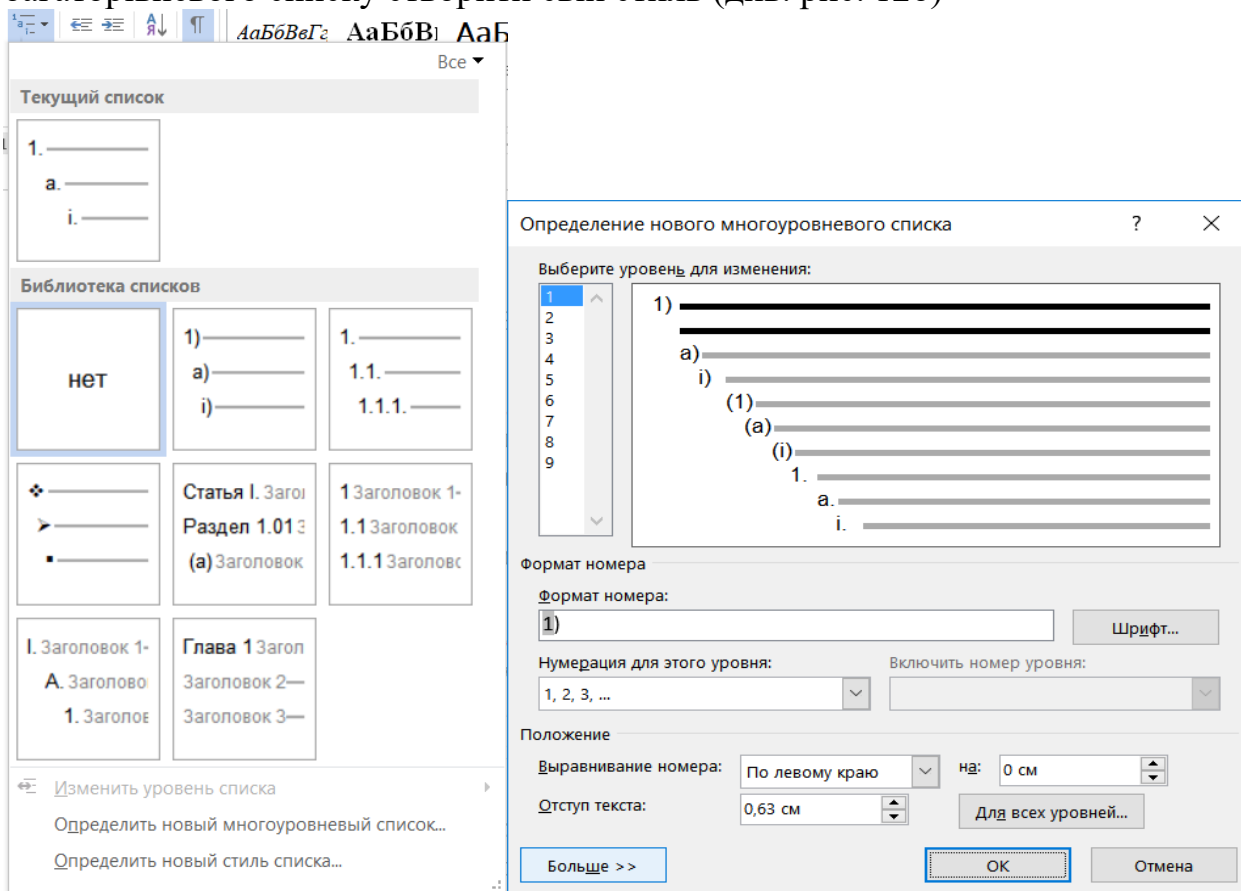 АаБбВвГг АаБбВı АаБ
Все
Текущий список
1.
a.
i.
Библиотека списков
нет
1)
a)
i)
1.
1.1.
1.1.1.
Статья I. Заго
Раздел 1.01 З
(a) Заголовок
1 Заголовок 1-
1.1 Заголовок
1.1.1 Заголовс
I. Заголовок 1-
A. Заголово
1. Заголов
Глава 1 Загол
Заголовок 2
Заголовок 3
Изменить уровень списка
Определить новый многоуровневый список...
Определить новый стиль списка...
Определение нового многоуровневого списка ?
Выберите уровень для изменения:
1
2
3
4
5
6
7
8
9
1)
a)
i)
(1)
(a)
(i)
1.
a.
i.
Формат номера
Формат номера:
1)
Шрифт...
Нумерация для этого уровня: Включить номер уровня:
1, 2, 3, ...
Положение
Выравнивание номера: По левому краю на: 0 см
Отступ текста: 0,63 см Для всех уровней...
Больше >> ОК Отмена